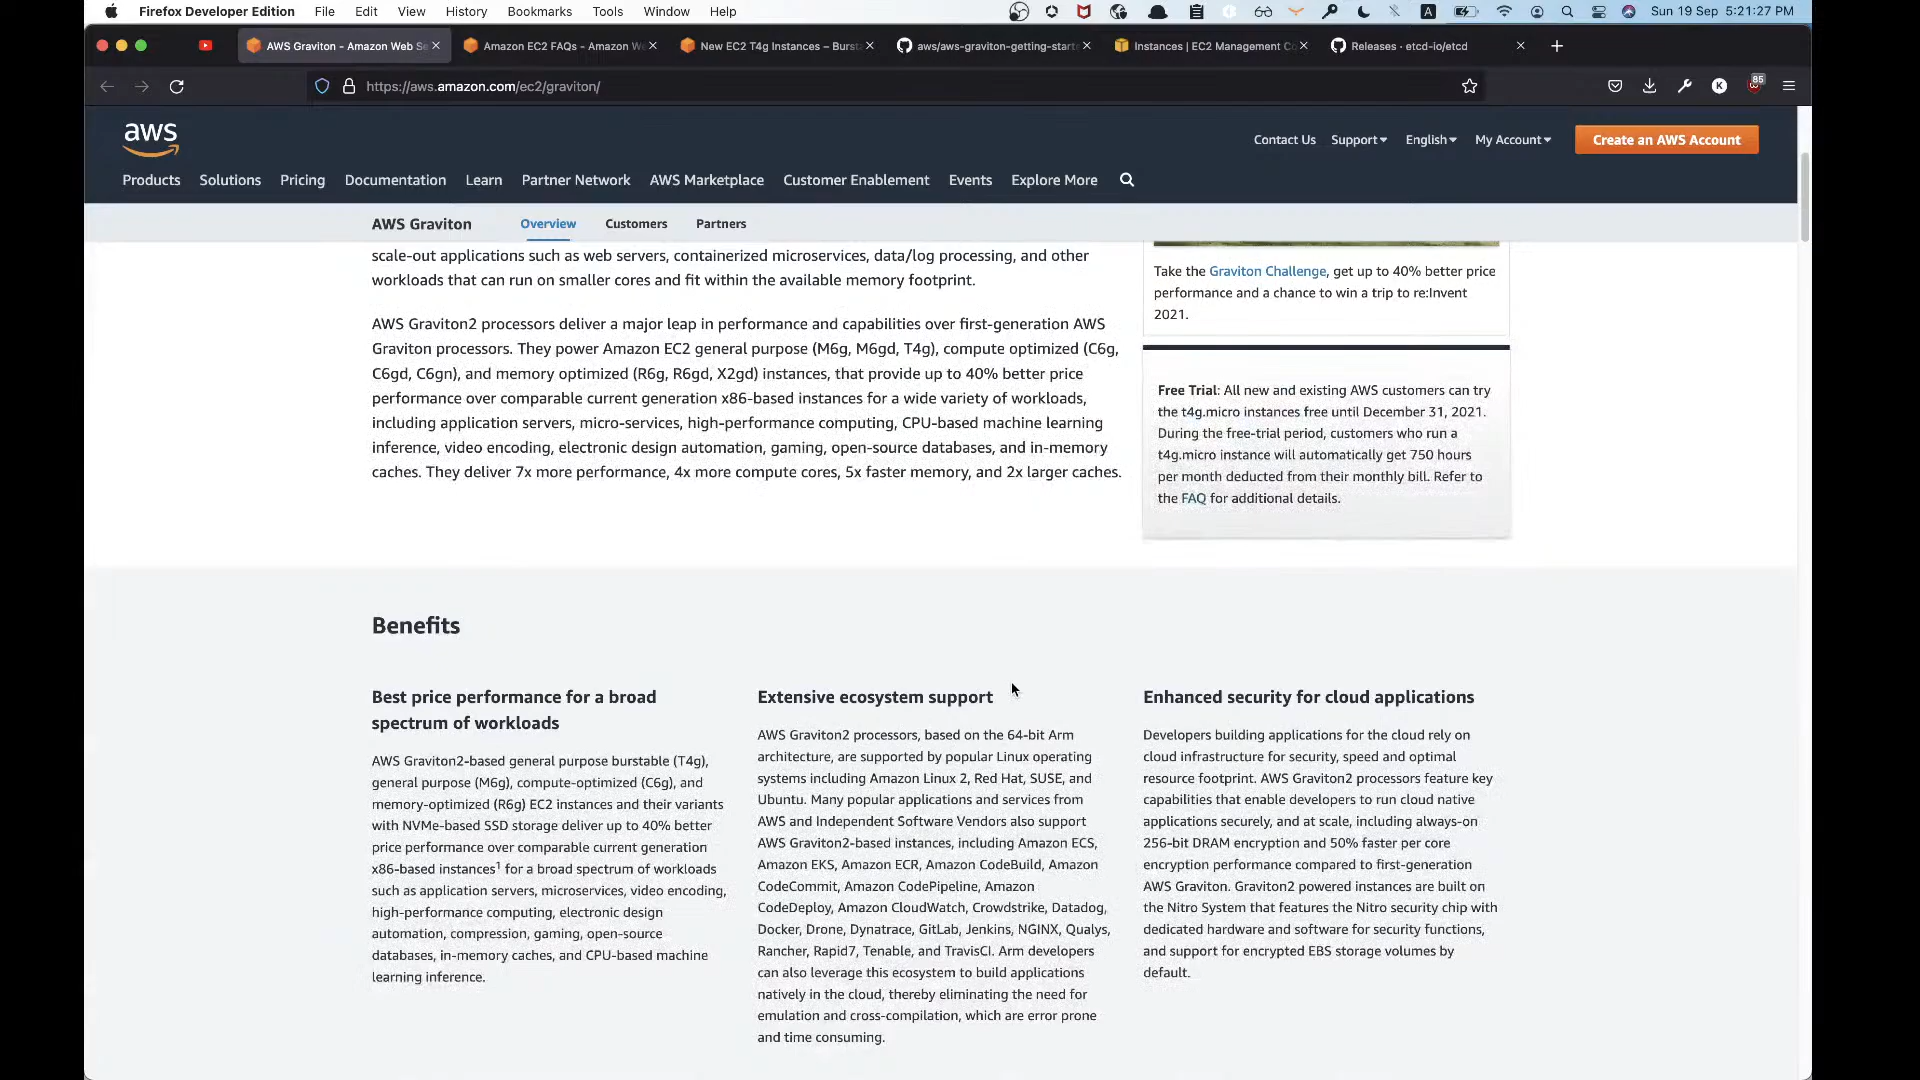 Firefox Developer Edition File Edit View History Bookmarks Tools Window Help A Sun 19 Sep 5:21:27 PM
AWS Graviton - Amazon Web Se
Amazon EC2 FAQs - Amazon We
New EC2 T4g Instances – Burst
aws/aws-graviton-getting-starte
Instances | EC2 Management Co
Releases · etcd-io/etcd
https://aws.amazon.com/ec2/graviton/
K
85
aws
Contact Us Support English My Account Create an AWS Account
Products Solutions Pricing Documentation Learn Partner Network AWS Marketplace Customer Enablement Events Explore More
AWS Graviton Overview Customers Partners
scale-out applications such as web servers, containerized microservices, data/log processing, and other
workloads that can run on smaller cores and fit within the available memory footprint.
AWS Graviton2 processors deliver a major leap in performance and capabilities over first-generation AWS
Graviton processors. They power Amazon EC2 general purpose (M6g, M6gd, T4g), compute optimized (C6g,
C6gd, C6gn), and memory optimized (R6g, R6gd, X2gd) instances, that provide up to 40% better price
performance over comparable current generation x86-based instances for a wide variety of workloads,
including application servers, micro-services, high-performance computing, CPU-based machine learning
inference, video encoding, electronic design automation, gaming, open-source databases, and in-memory
caches. They deliver 7x more performance, 4x more compute cores, 5x faster memory, and 2x larger caches.
Take the Graviton Challenge, get up to 40% better price
performance and a chance to win a trip to re:Invent
2021.
Free Trial: All new and existing AWS customers can try
the t4g.micro instances free until December 31, 2021.
During the free-trial period, customers who run a
t4g.micro instance will automatically get 750 hours
per month deducted from their monthly bill. Refer to
the FAQ for additional details.
Benefits
Best price performance for a broad
spectrum of workloads
AWS Graviton2-based general purpose burstable (T4g),
general purpose (M6g), compute-optimized (C6g), and
memory-optimized (R6g) EC2 instances and their variants
with NVMe-based SSD storage deliver up to 40% better
price performance over comparable current generation
x86-based instances¹ for a broad spectrum of workloads
such as application servers, microservices, video encoding,
high-performance computing, electronic design
automation, compression, gaming, open-source
databases, in-memory caches, and CPU-based machine
learning inference.
Extensive ecosystem support
AWS Graviton2 processors, based on the 64-bit Arm
architecture, are supported by popular Linux operating
systems including Amazon Linux 2, Red Hat, SUSE, and
Ubuntu. Many popular applications and services from
AWS and Independent Software Vendors also support
AWS Graviton2-based instances, including Amazon ECS,
Amazon EKS, Amazon ECR, Amazon CodeBuild, Amazon
CodeCommit, Amazon CodePipeline, Amazon
CodeDeploy, Amazon CloudWatch, Crowdstrike, Datadog,
Docker, Drone, Dynatrace, GitLab, Jenkins, NGINX, Qualys,
Rancher, Rapid7, Tenable, and TravisCI. Arm developers
can also leverage this ecosystem to build applications
natively in the cloud, thereby eliminating the need for
emulation and cross-compilation, which are error prone
and time consuming.
Enhanced security for cloud applications
Developers building applications for the cloud rely on
cloud infrastructure for security, speed and optimal
resource footprint. AWS Graviton2 processors feature key
capabilities that enable developers to run cloud native
applications securely, and at scale, including always-on
256-bit DRAM encryption and 50% faster per core
encryption performance compared to first-generation
AWS Graviton. Graviton2 powered instances are built on
the Nitro System that features the Nitro security chip with
dedicated hardware and software for security functions,
and support for encrypted EBS storage volumes by
default.